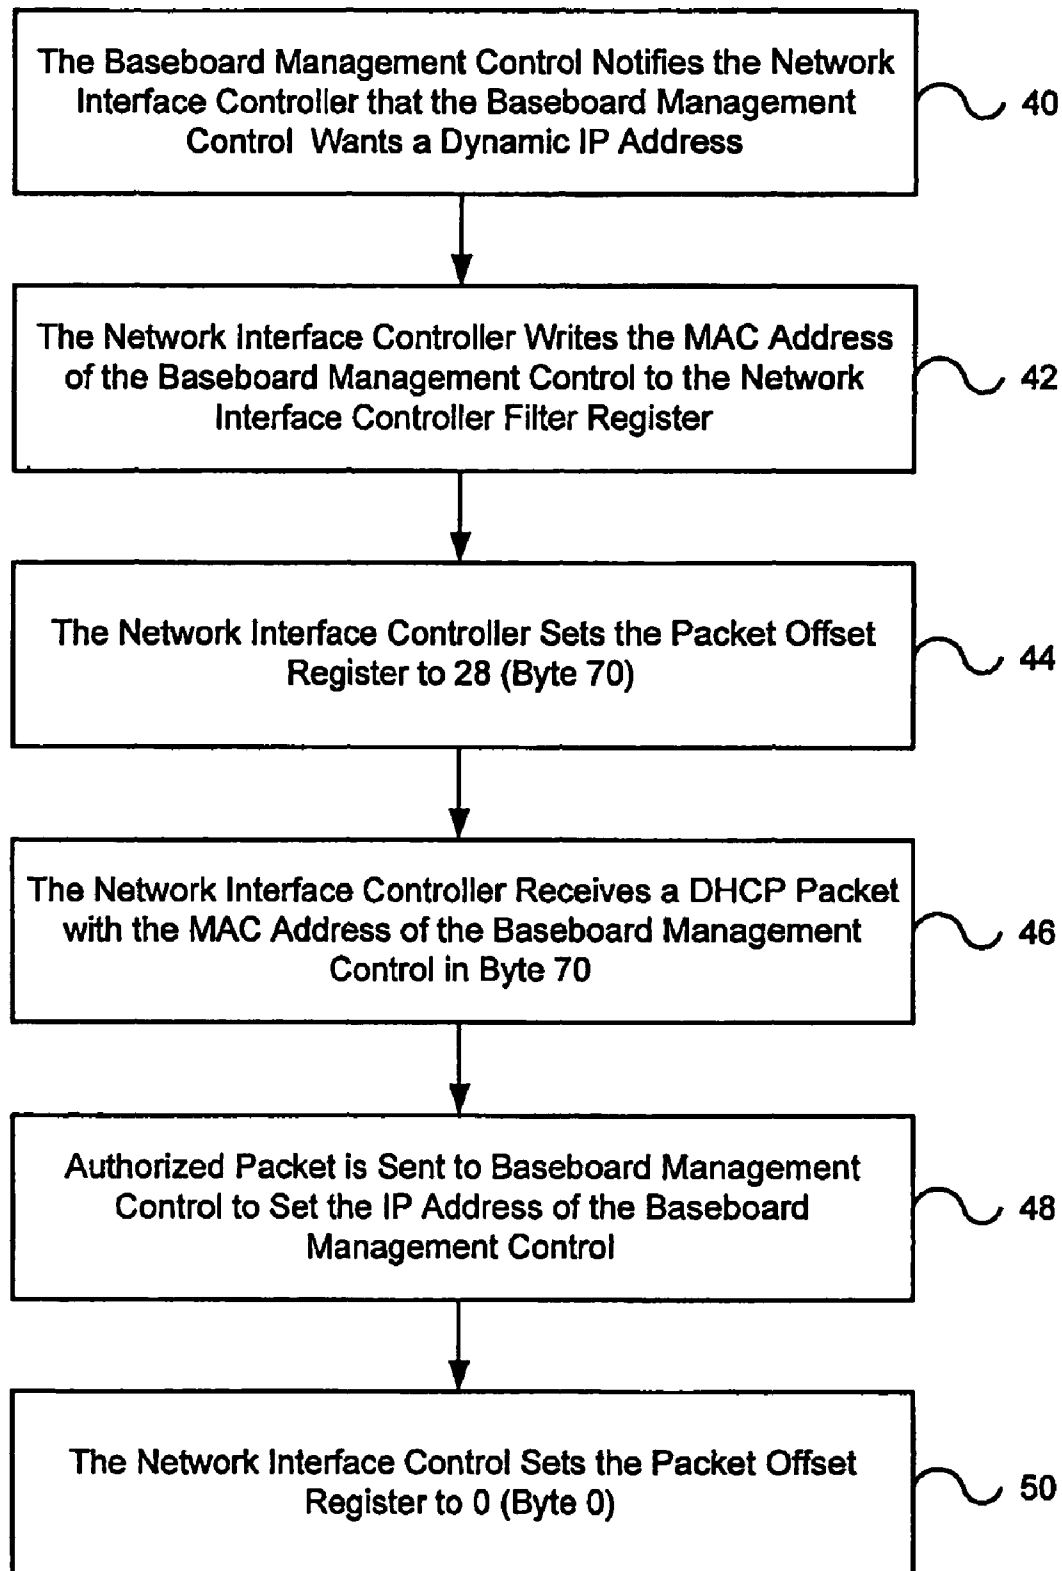 The Baseboard Management Control Notifies the Network
Interface Controller that the Baseboard Management
Control Wants a Dynamic IP Address
40
The Network Interface Controller Writes the MAC Address
of the Baseboard Management Control to the Network
Interface Controller Filter Register
42
The Network Interface Controller Sets the Packet Offset
Register to 28 (Byte 70)
44
The Network Interface Controller Receives a DHCP Packet
with the MAC Address of the Baseboard Management
Control in Byte 70
46
Authorized Packet is Sent to Baseboard Management
Control to Set the IP Address of the Baseboard
Management Control
48
The Network Interface Control Sets the Packet Offset
Register to 0 (Byte 0)
50